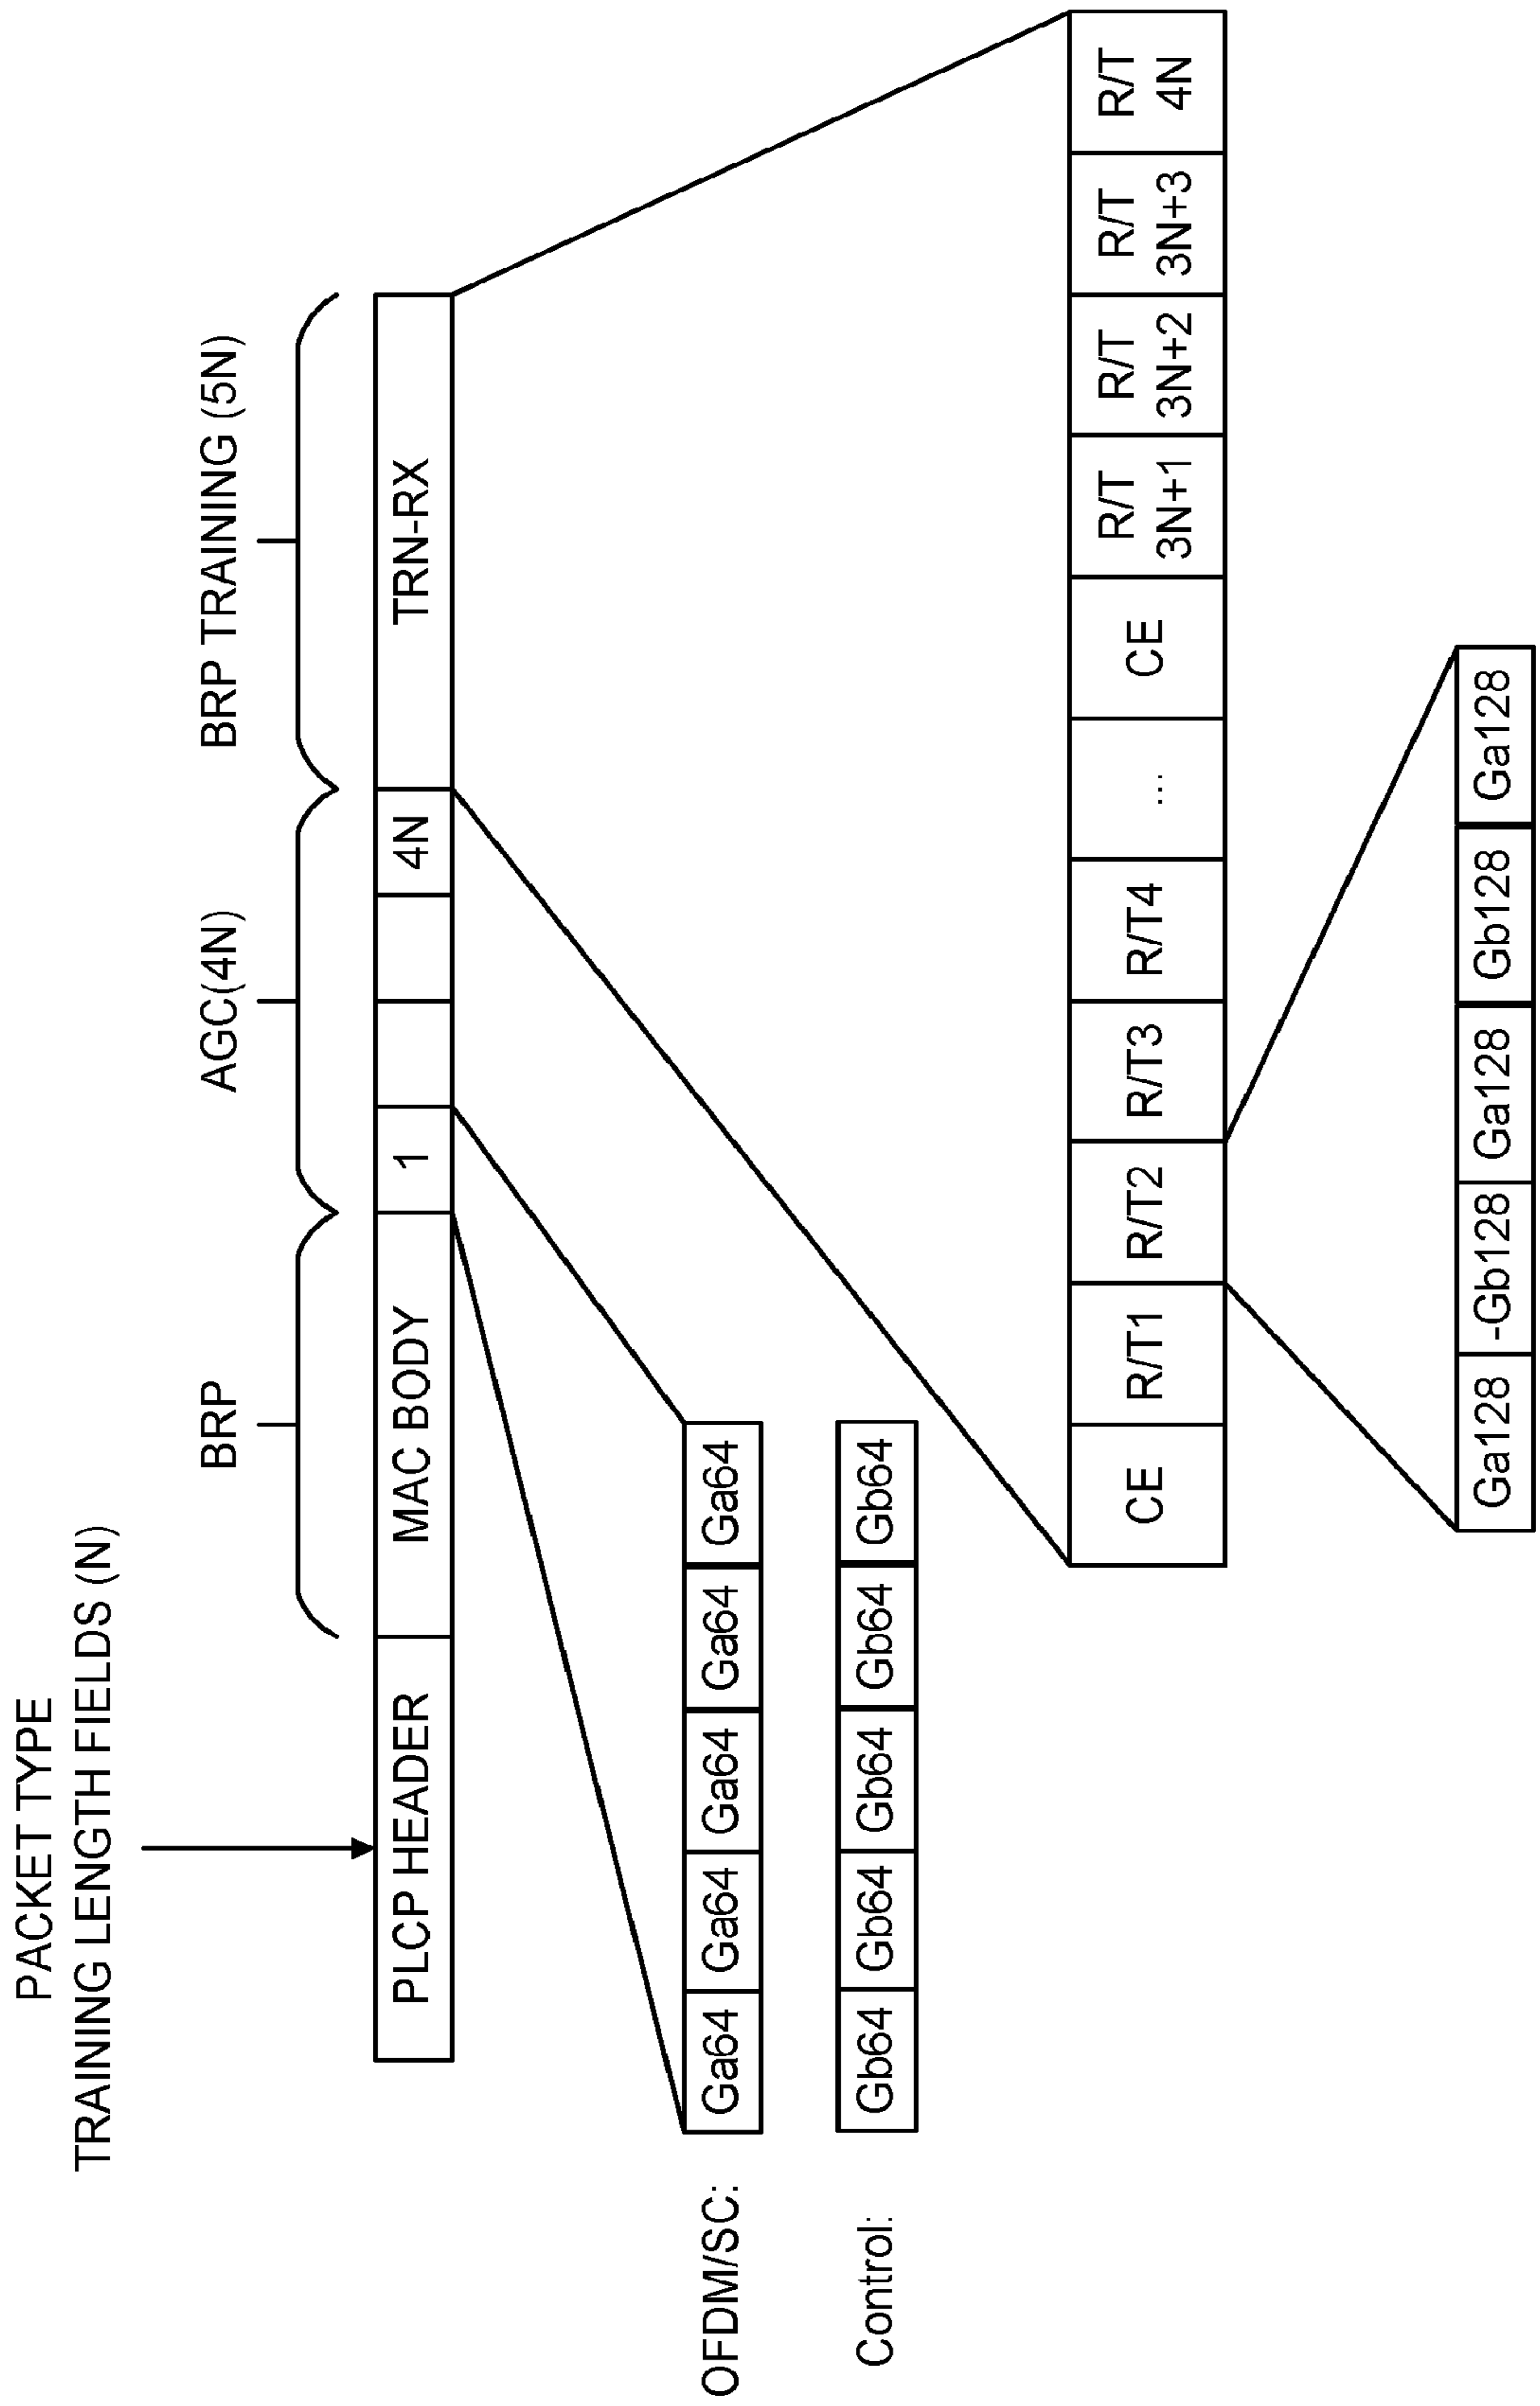 PACKET TYPE
TRAINING LENGTH FIELDS (N)
BRP
AGC(4N)
BRP TRAINING (5N)
PLCP HEADER
MAC BODY
1
4N
TRN-RX
OFDM/SC:
Ga64 Ga64 Ga64 Ga64 Ga64
Control:
Gb64 Gb64 Gb64 Gb64 Gb64
CE
R/T1
R/T2
R/T3
R/T4
...
CE
R/T
3N+1
R/T
3N+2
R/T
3N+3
R/T
4N
Ga128 -Gb128 Ga128 Gb128 Ga128